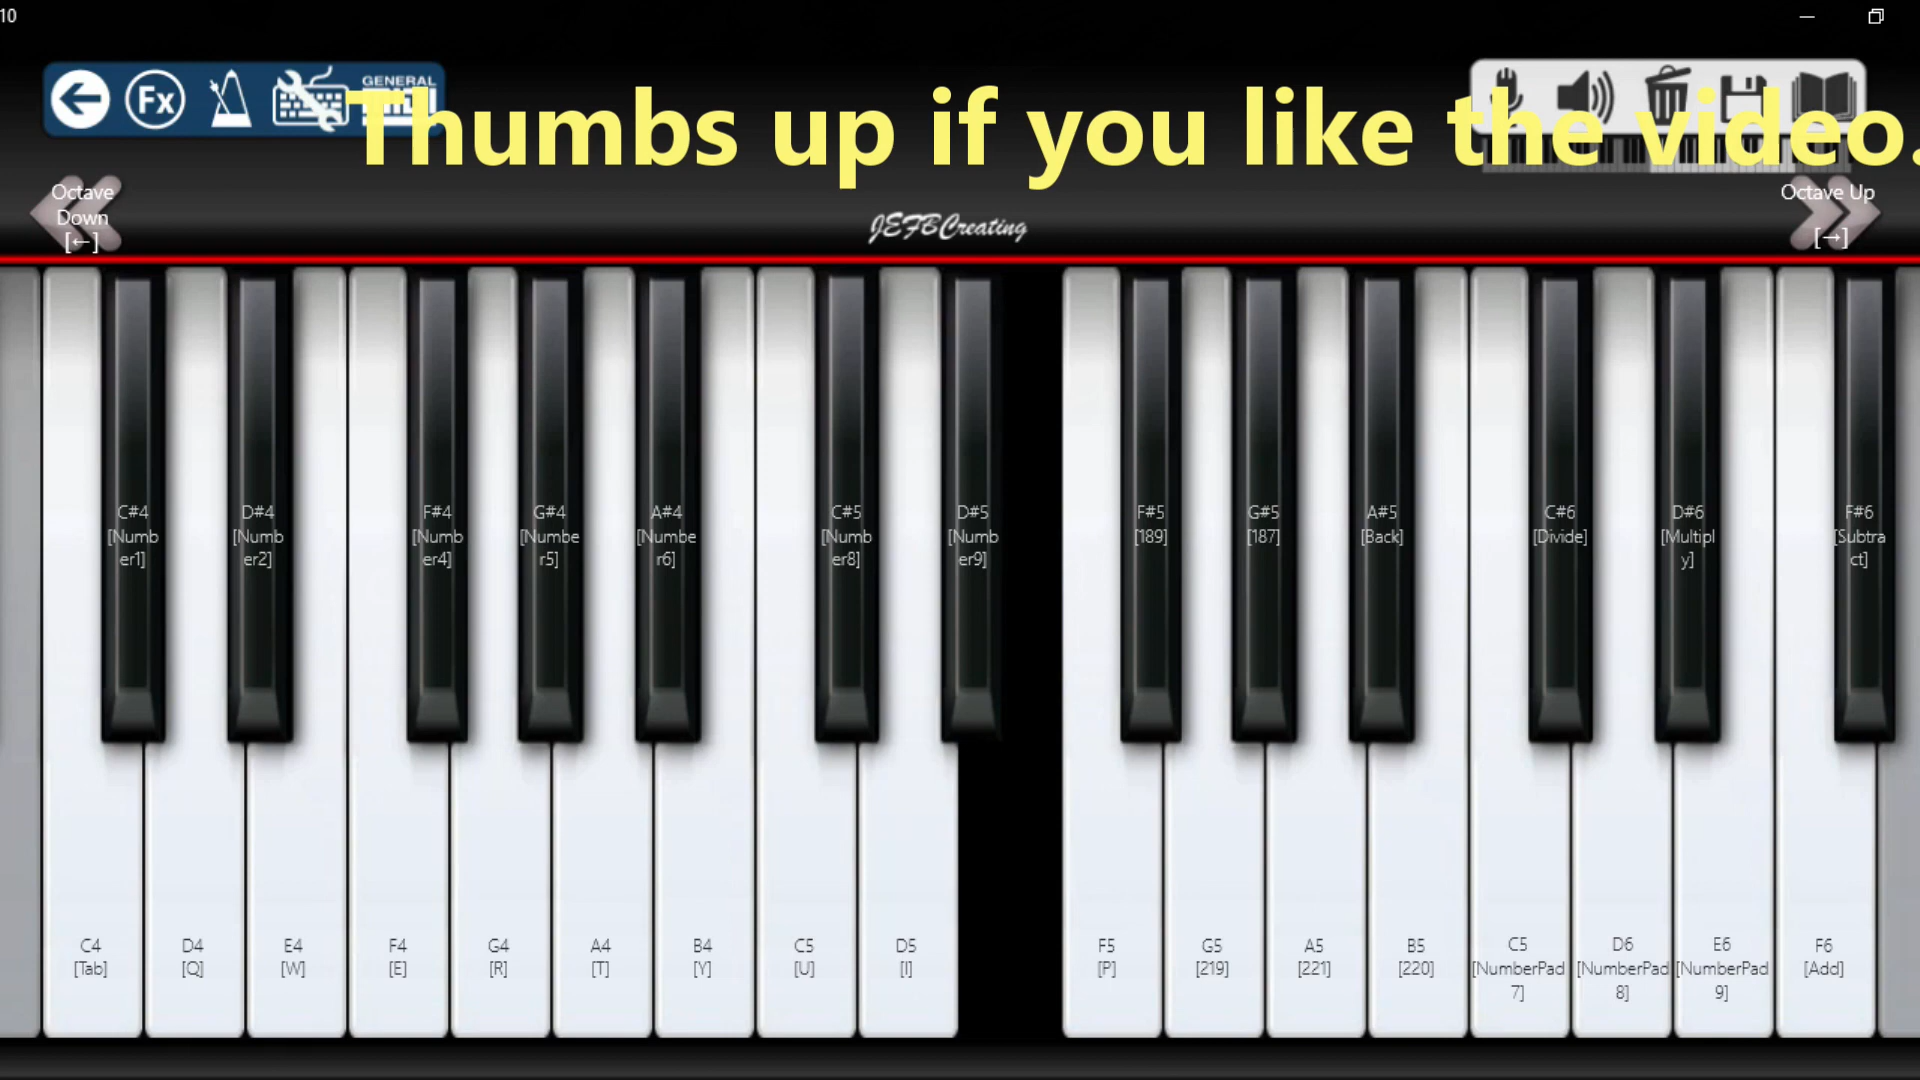 10
Fx
GENERAL
Thumbs up if you like the video.
Octave
Down
[←]
JEFBCreating
Octave Up
[→]
C#4
[Numb
er1]
D#4
[Numb
er2]
F#4
[Numb
er4]
G#4
[Numbe
r5]
A#4
[Numbe
r6]
C#5
[Numb
er8]
D#5
[Numb
er9]
F#5
[189]
G#5
[187]
A#5
[Back]
C#6
[Divide]
D#6
[Multipl
y]
F#6
[Subtra
ct]
C4
[Tab]
D4
[Q]
E4
[W]
F4
[E]
G4
[R]
A4
[T]
B4
[Y]
C5
[U]
D5
[I]
F5
[P]
G5
[219]
A5
[221]
B5
[220]
C5
[NumberPad
7]
D6
[NumberPad
8]
E6
[NumberPad
9]
F6
[Add]